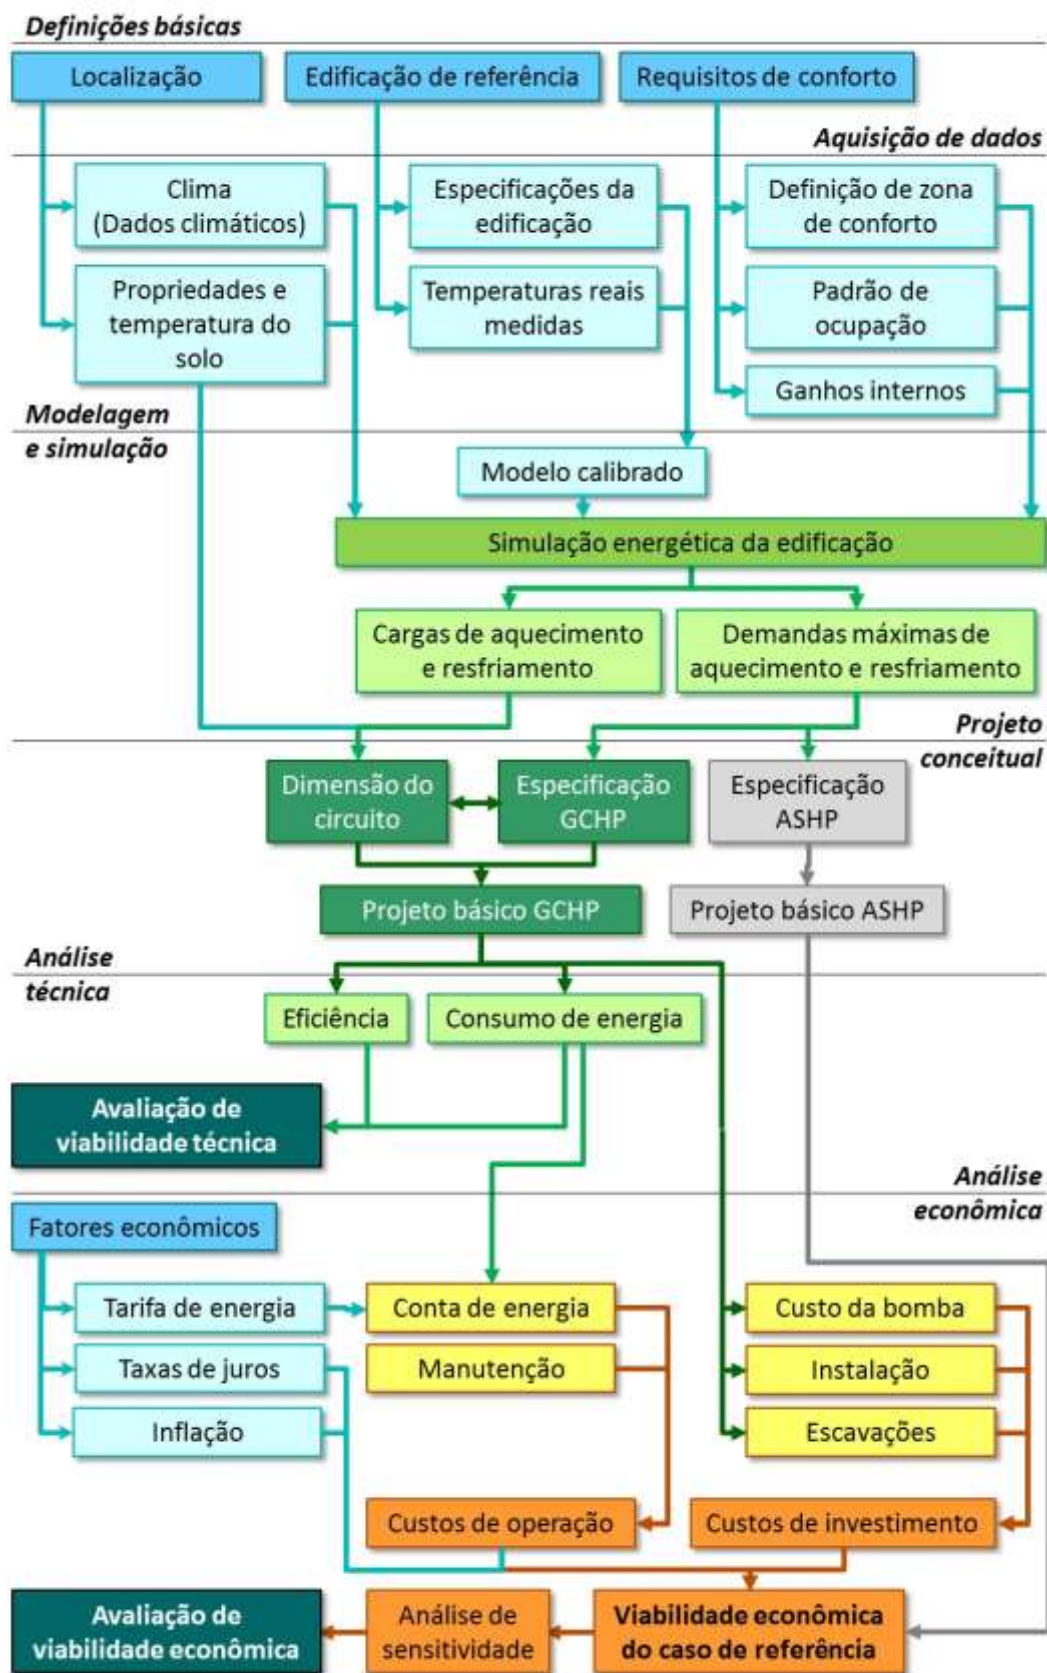 Definições básicas
Localização
Edificação de referência
Requisitos de conforto
Aquisição de dados
Clima
(Dados climáticos)
Especificações da
edificação
Definição de zona
de conforto
Propriedades e
temperatura do
solo
Temperaturas reais
medidas
Padrão de
ocupação
Ganhos internos
Modelagem
e simulação
Modelo calibrado
Simulação energética da edificação
Cargas de aquecimento
e resfriamento
Demandas máximas de
aquecimento e resfriamento
Projeto
conceitual
Dimensão do
circuito
Especificação
GCHP
Especificação
ASHP
Projeto básico GCHP
Projeto básico ASHP
Análise
técnica
Eficiência
Consumo de energia
Avaliação de
viabilidade técnica
Análise
econômica
Fatores econômicos
Tarifa de energia
Conta de energia
Custo da bomba
Taxas de juros
Manutenção
Instalação
Inflação
Escavações
Custos de operação
Custos de investimento
Avaliação de
viabilidade econômica
Análise de
sensitividade
Viabilidade econômica
do caso de referência